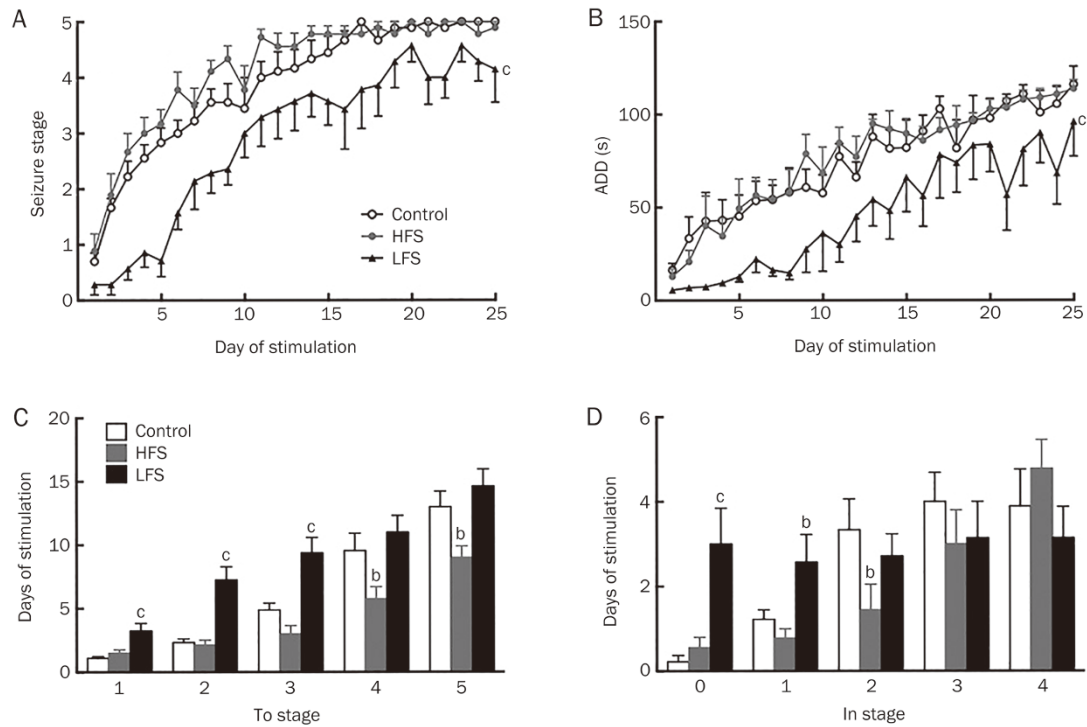 A
Seizure stage
5
4
3
2
1
0
5
10
15
20
25
Day of stimulation
Control
HFS
LFS
c
B
ADD (s)
150
100
50
0
5
10
15
20
25
Day of stimulation
c
C
Days of stimulation
20
15
10
5
0
Control
HFS
LFS
c
c
c
b
b
1
2
3
4
5
To stage
D
Days of stimulation
6
4
2
0
c
b
b
0
1
2
3
4
In stage